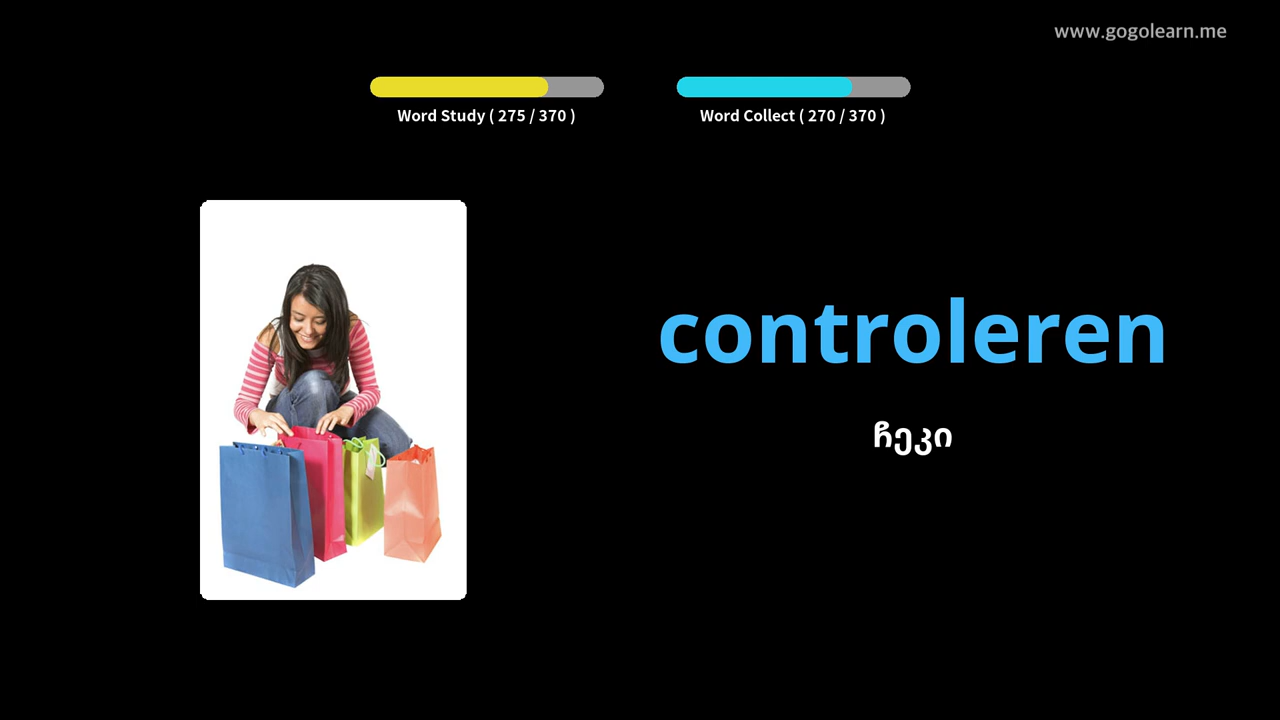 www.gogolearn.me
Word Study ( 275 / 370 )
Word Collect ( 270 / 370 )
controleren
ჩეკი